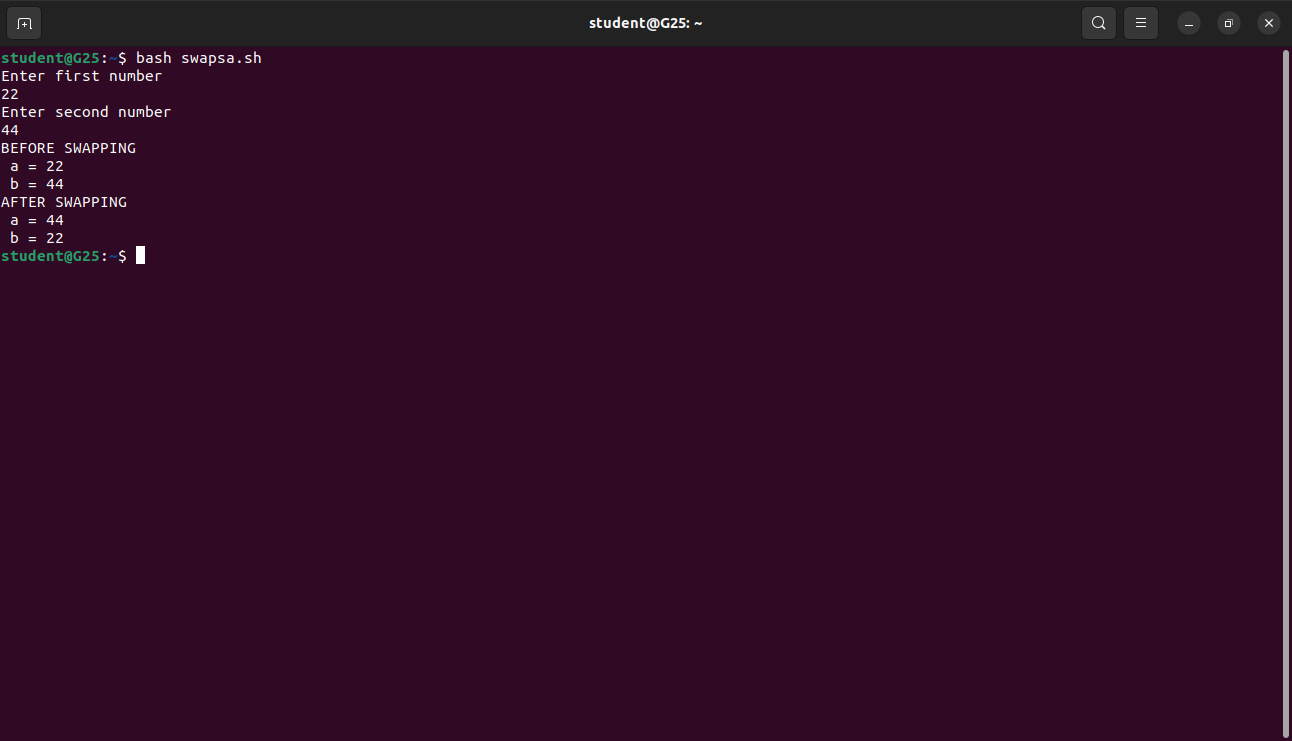 student@G25: ~
student@G25:~$ bash swapsa.sh
Enter first number
22
Enter second number
44
BEFORE SWAPPING
 a = 22
 b = 44
AFTER SWAPPING
 a = 44
 b = 22
student@G25:~$